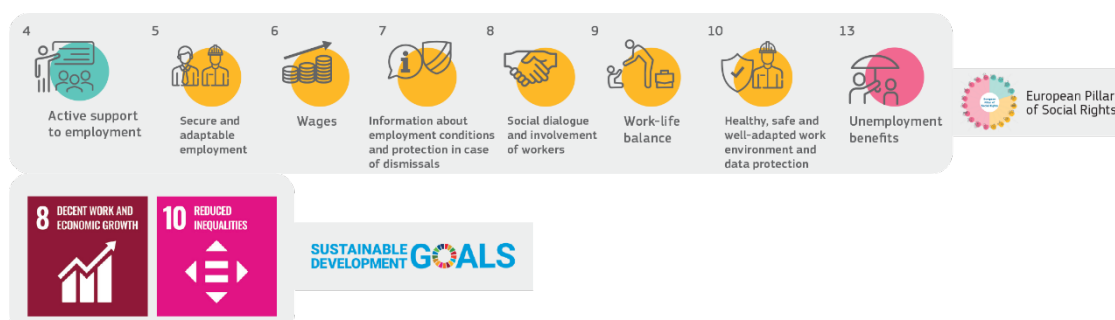 4
Active support
to employment
5
Secure and
adaptable
employment
6
Wages
7
i
Information about
employment conditions
and protection in case
of dismissals
8
Social dialogue
and involvement
of workers
9
Work-life
balance
10
Healthy, safe and
well-adapted work
environment and
data protection
13
Unemployment
benefits
European Pillar
of Social Rights
8 DECENT WORK AND
ECONOMIC GROWTH
10 REDUCED
INEQUALITIES
SUSTAINABLE
DEVELOPMENT GOALS